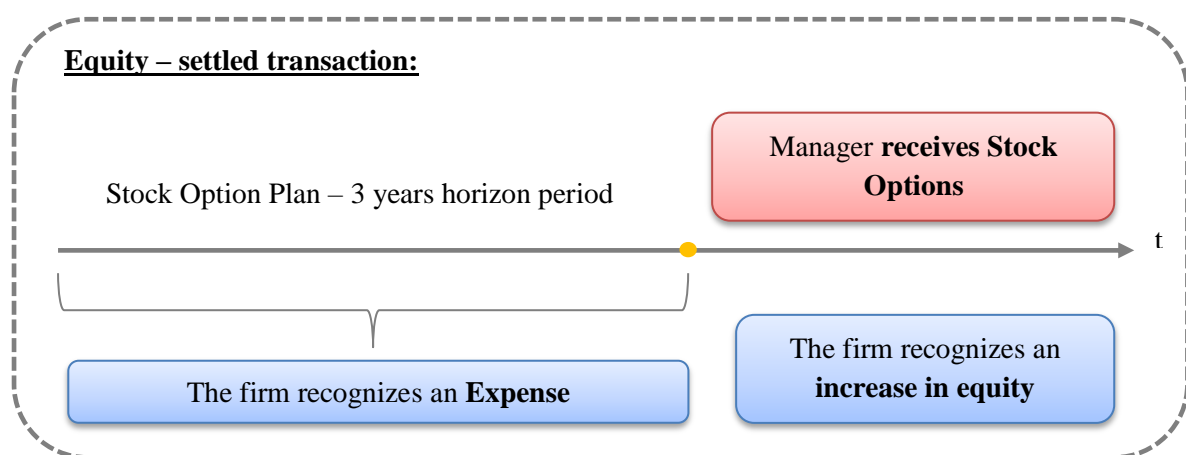 Equity – settled transaction:
Manager receives Stock
Options
Stock Option Plan – 3 years horizon period
t
The firm recognizes an
increase in equity
The firm recognizes an Expense